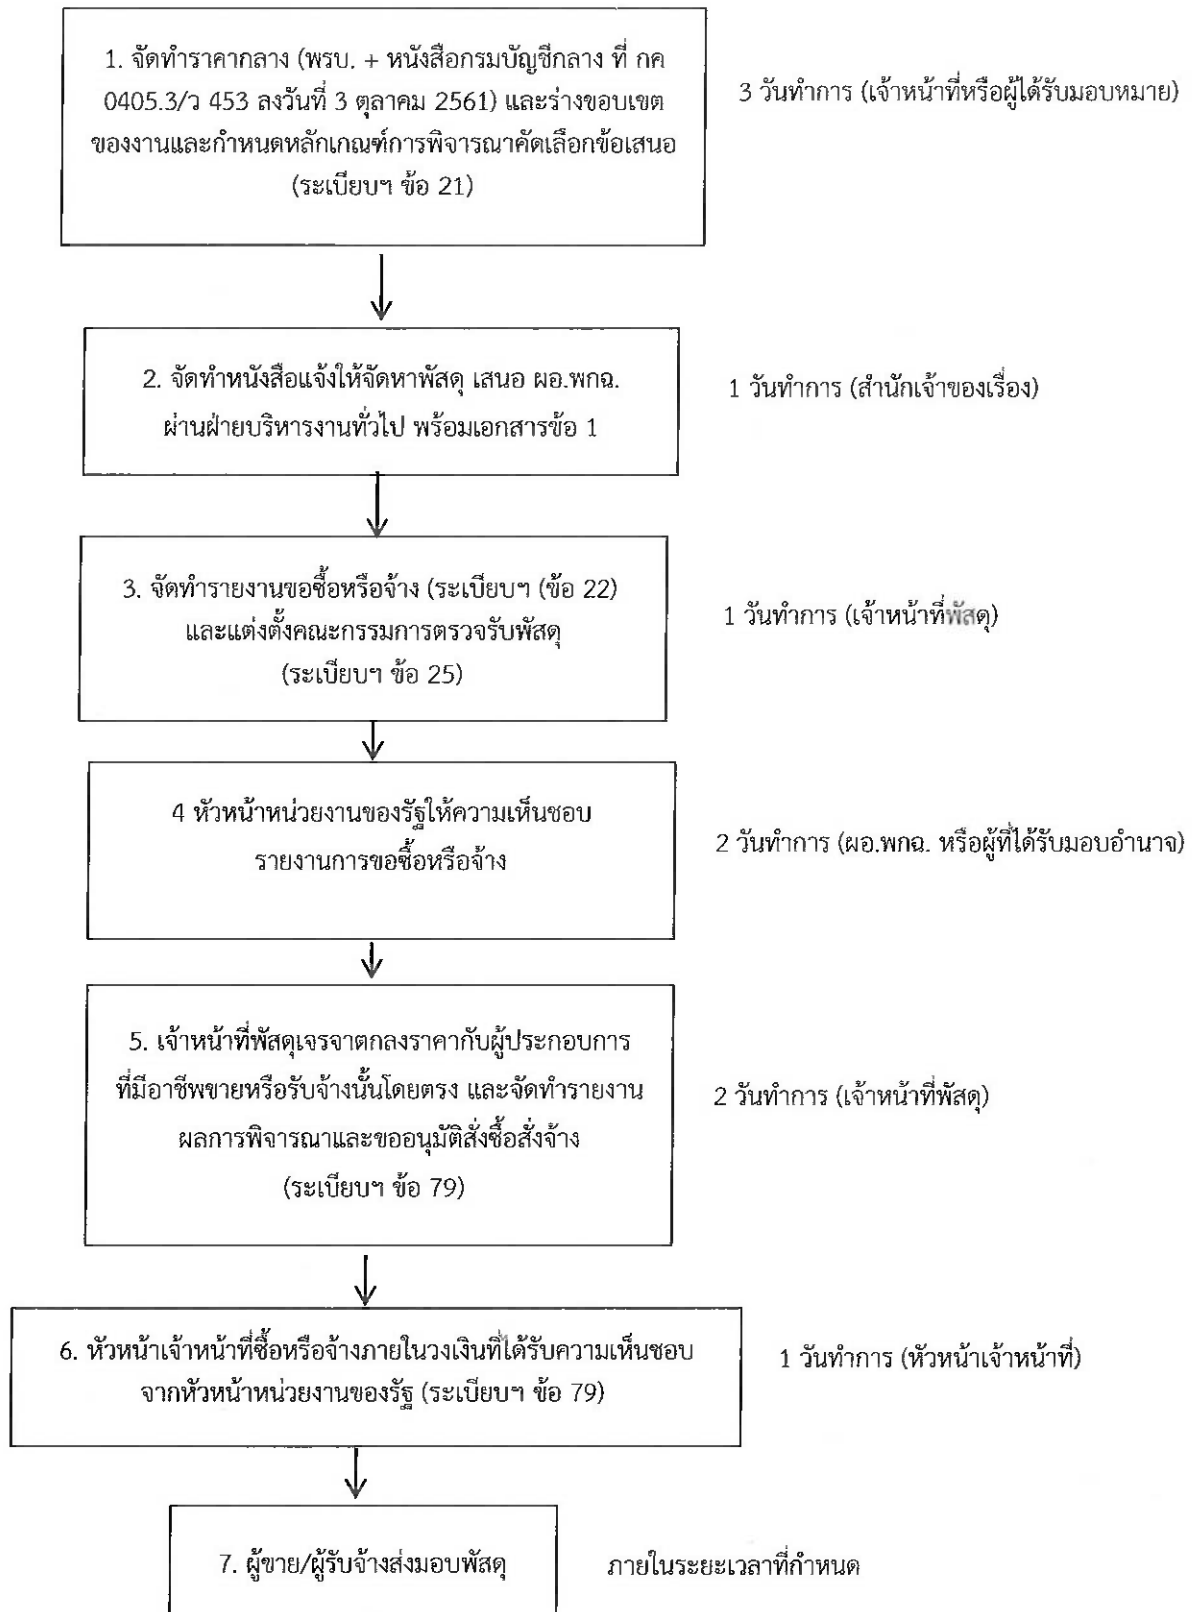 1. จัดทำราคากลาง (พรบ. + หนังสือกรมบัญชีกลาง ที่ กค
0405.3/ว 453 ลงวันที่ 3 ตุลาคม 2561) และร่างขอบเขต
ของงานและกำหนดหลักเกณฑ์การพิจารณาคัดเลือกข้อเสนอ
(ระเบียบฯ ข้อ 21)
3 วันทำการ (เจ้าหน้าที่หรือผู้ได้รับมอบหมาย)
2. จัดทำหนังสือแจ้งให้จัดหาพัสดุ เสนอ ผอ.พกฉ.
ผ่านฝ่ายบริหารงานทั่วไป พร้อมเอกสารข้อ 1
1 วันทำการ (สำนักเจ้าของเรื่อง)
3. จัดทำรายงานขอซื้อหรือจ้าง (ระเบียบฯ (ข้อ 22)
และแต่งตั้งคณะกรรมการตรวจรับพัสดุ
(ระเบียบฯ ข้อ 25)
1 วันทำการ (เจ้าหน้าที่พัสดุ)
4 หัวหน้าหน่วยงานของรัฐให้ความเห็นชอบ
รายงานการขอซื้อหรือจ้าง
2 วันทำการ (ผอ.พกฉ. หรือผู้ที่ได้รับมอบอำนาจ)
5. เจ้าหน้าที่พัสดุเจรจาตกลงราคากับผู้ประกอบการ
ที่มีอาชีพขายหรือรับจ้างนั้นโดยตรง และจัดทำรายงาน
ผลการพิจารณาและขออนุมัติสั่งซื้อสั่งจ้าง
(ระเบียบฯ ข้อ 79)
2 วันทำการ (เจ้าหน้าที่พัสดุ)
6. หัวหน้าเจ้าหน้าที่ซื้อหรือจ้างภายในวงเงินที่ได้รับความเห็นชอบ
จากหัวหน้าหน่วยงานของรัฐ (ระเบียบฯ ข้อ 79)
1 วันทำการ (หัวหน้าเจ้าหน้าที่)
7. ผู้ขาย/ผู้รับจ้างส่งมอบพัสดุ
ภายในระยะเวลาที่กำหนด